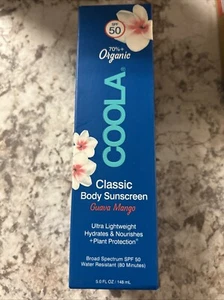 SPF
50
70%+
Organic
COOLA
Classic
Body Sunscreen
Guava Mango
Ultra Lightweight
Hydrates & Nourishes
+Plant Protection®
Broad Spectrum SPF 50
Water Resistant (80 Minutes)
5.0 FL OZ / 148 mL